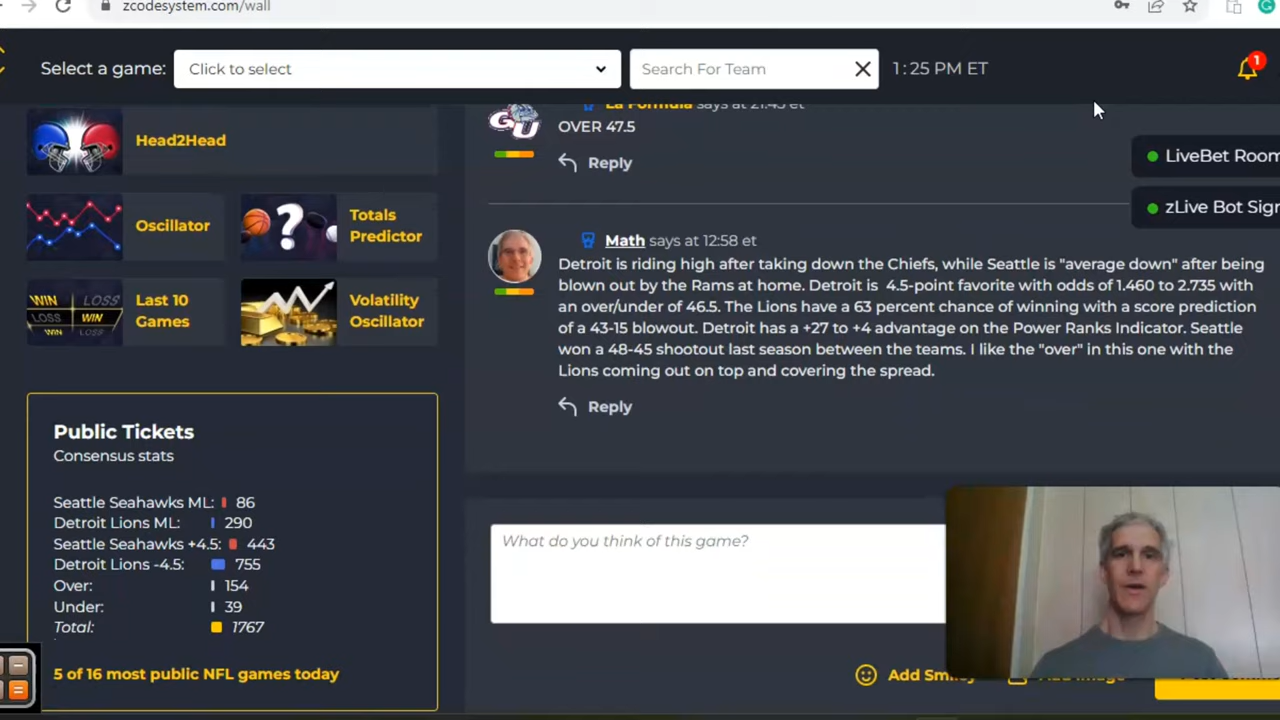 zcodesystem.com/wall
Select a game:
Click to select
Search For Team
1:25 PM ET
1
Head2Head
Oscillator
Totals
Predictor
Last 10
Games
Volatility
Oscillator
WIN LOSS
LOSS WIN
WIN LOSS
Public Tickets
Consensus stats
Seattle Seahawks ML: 86
Detroit Lions ML: 290
Seattle Seahawks +4.5: 443
Detroit Lions -4.5: 755
Over: 154
Under: 39
Total: 1767
5 of 16 most public NFL games today
La Formula says at 21:45 et
OVER 47.5
Reply
Math says at 12:58 et
Detroit is riding high after taking down the Chiefs, while Seattle is "average down" after being
blown out by the Rams at home. Detroit is 4.5-point favorite with odds of 1.460 to 2.735 with
an over/under of 46.5. The Lions have a 63 percent chance of winning with a score prediction
of a 43-15 blowout. Detroit has a +27 to +4 advantage on the Power Ranks Indicator. Seattle
won a 48-45 shootout last season between the teams. I like the "over" in this one with the
Lions coming out on top and covering the spread.
Reply
What do you think of this game?
Add
LiveBet Room
zLive Bot Sig